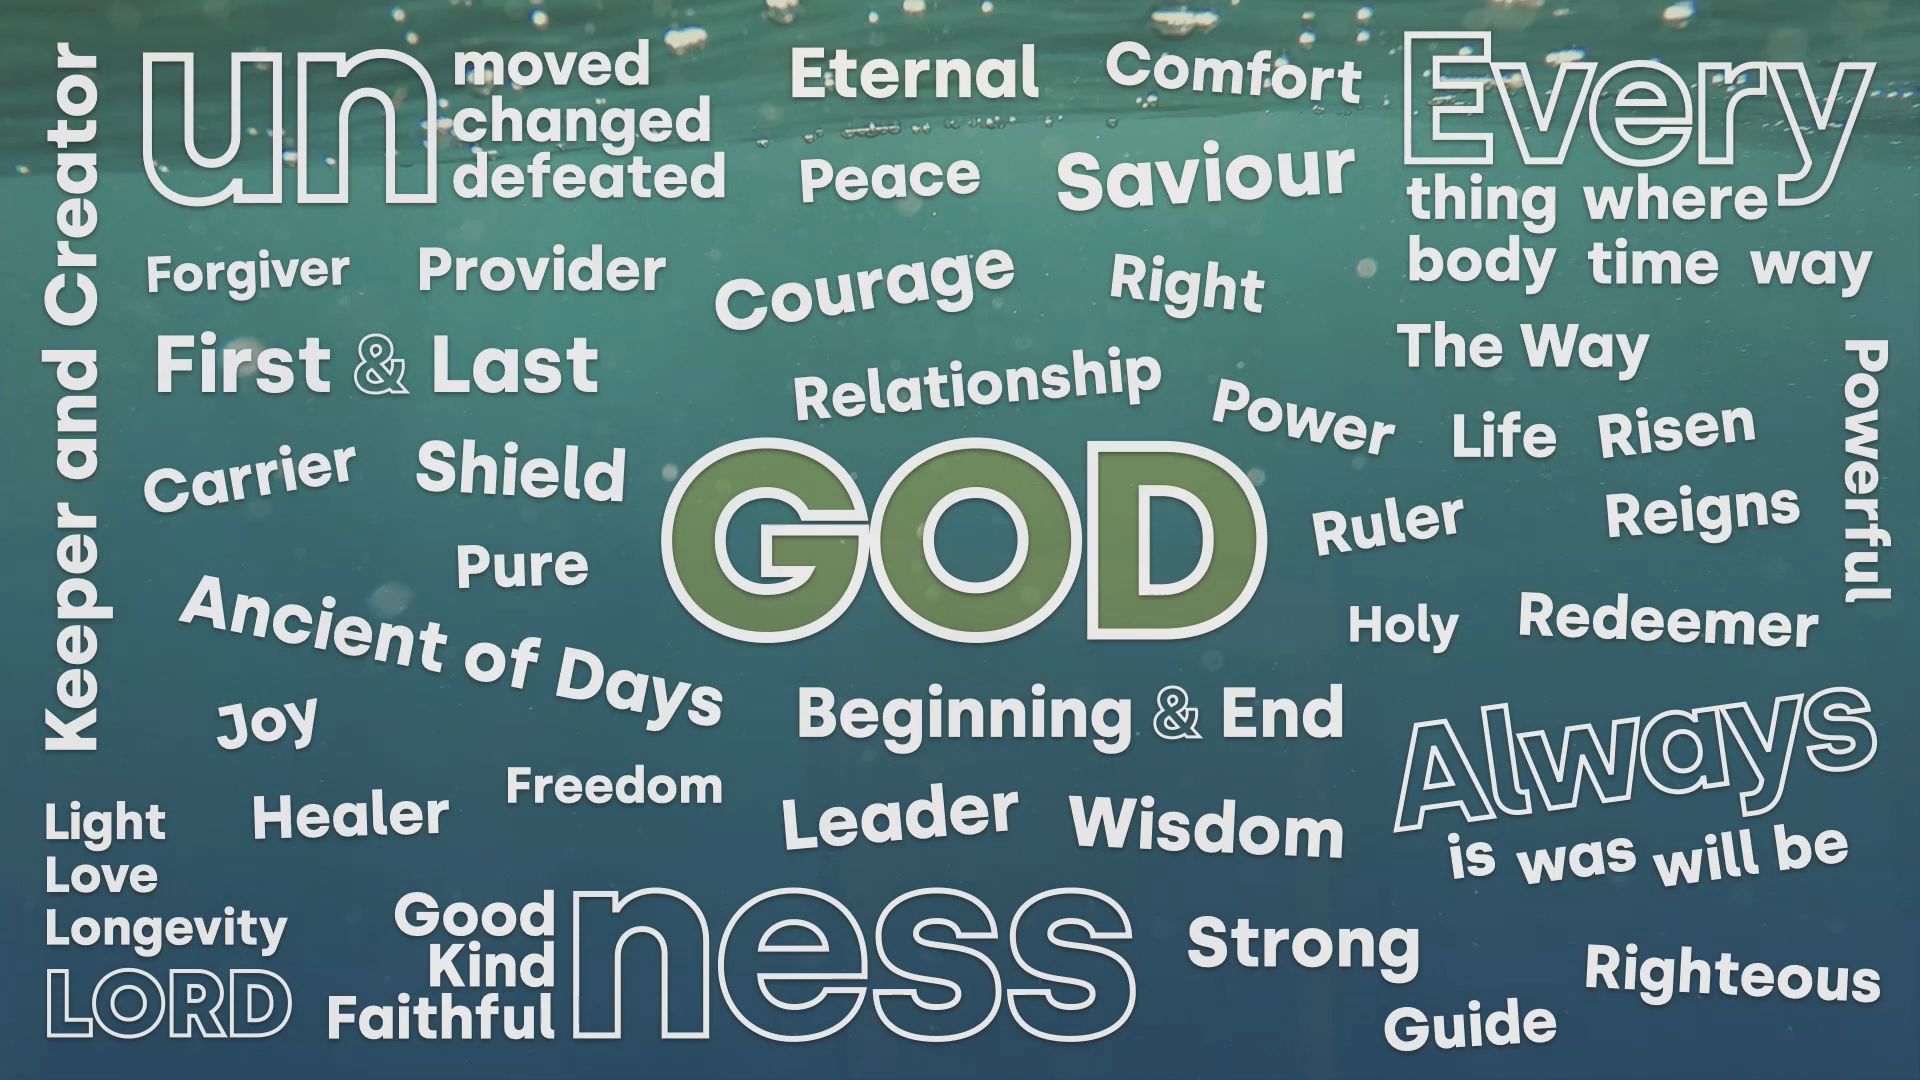 Keeper and Creator
un
moved
changed
defeated
Eternal
Comfort
Every
thing where
body time way
Peace
Saviour
Forgiver
Provider
Courage
Right
First & Last
Relationship
The Way
Power
Life
Risen
Powerful
Carrier
Shield
GOD
Ruler
Reigns
Pure
Ancient of Days
Holy
Redeemer
Joy
Beginning & End
Always
is was will be
Freedom
Healer
Leader
Wisdom
Light
Love
Longevity
LORD
Good
Kind
Faithful
ness
Strong
Righteous
Guide